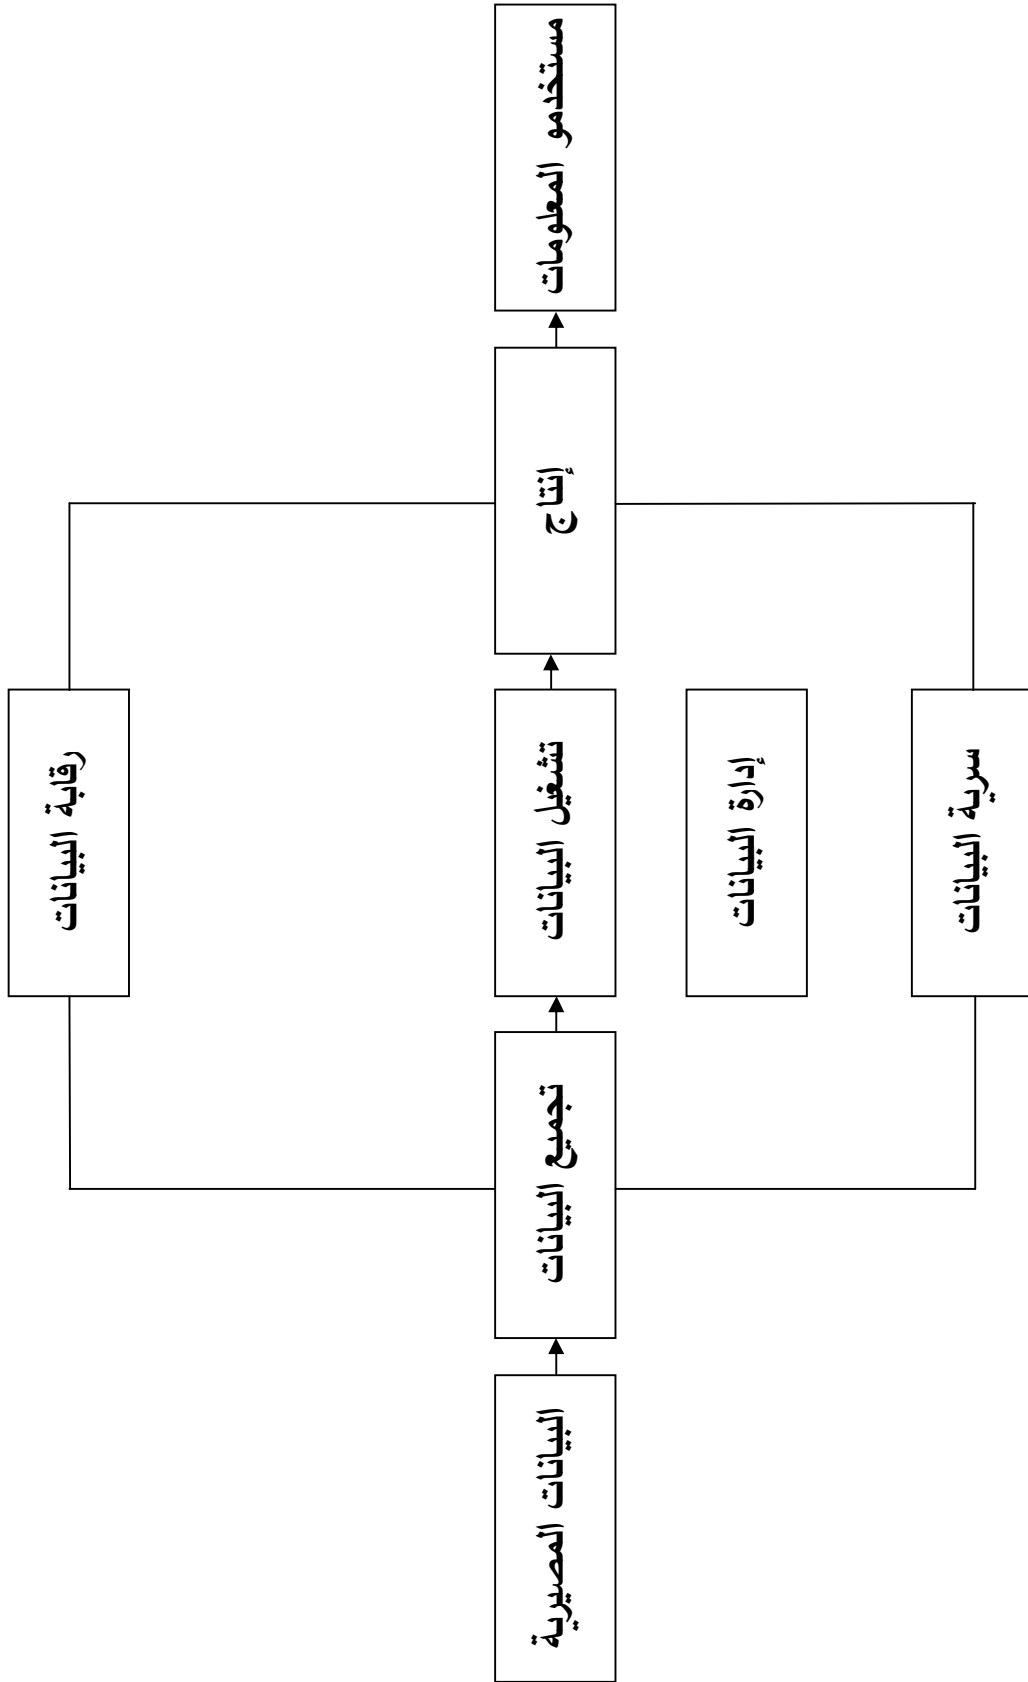 مستخدمو المعلومات
إنتاج
رقابة البيانات
تشغيل البيانات
إدارة البيانات
سرية البيانات
تجميع البيانات
البيانات المصيرية